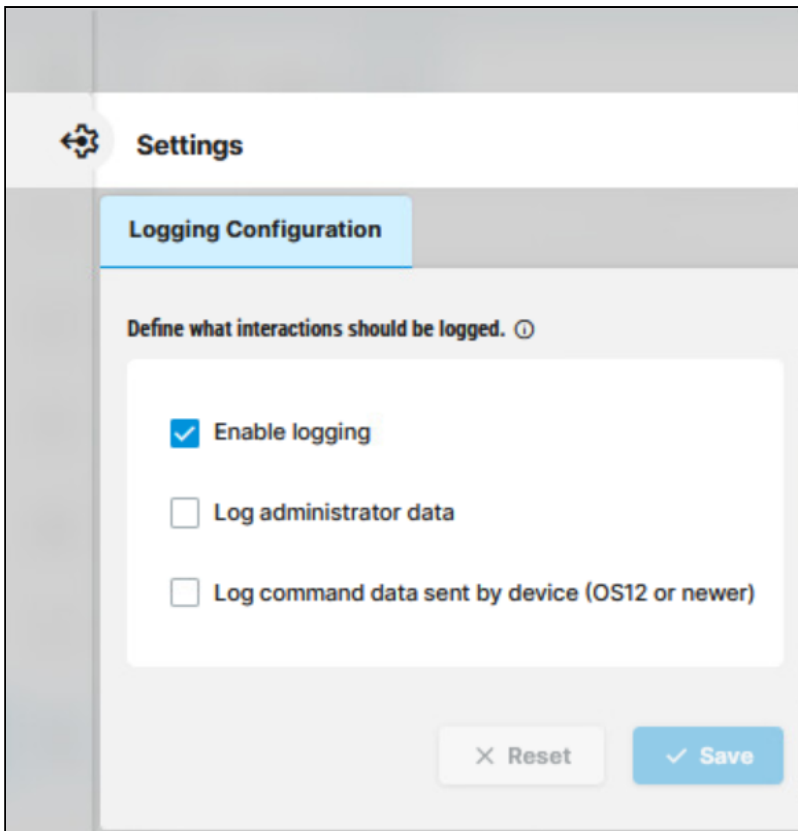 Settings
Logging Configuration
Define what interactions should be logged.
Enable logging
Log administrator data
Log command data sent by device (OS12 or newer)
Reset
Save